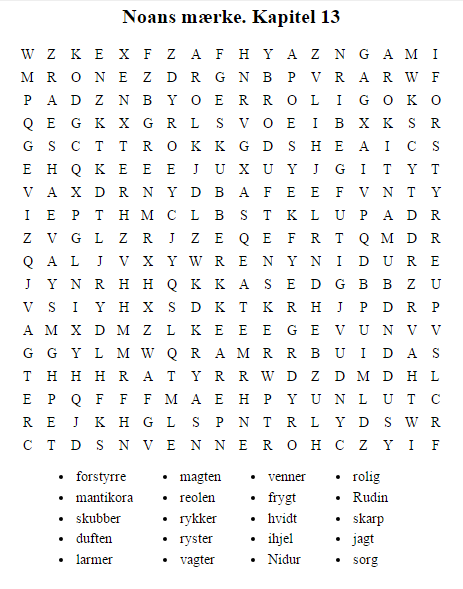 Noans mærke. Kapitel 13
W Z K E X F Z A F H Y A Z N G A M I
M R O N E Z D R G N B P V R A R W F
P A D Z N B Y O E R R O L I G O K O
Q E G K X G R L S V O E I B X K S R
G S C T T R O K K G D S H E A I C S
E H Q K E E E J U X U Y J G I T Y T
V A X D R N Y D B A F E E F V N T Y
I E P T H M C L B S T K L U P A D R
Z V G L Z R J Z E Q E F R T Q M D R
Q A L J V X Y W R E N Y N I D U R E
J Y N R H H Q K K A S E D G B B Z U
V S I Y H X S D K T K R H J P D R P
A M X D M Z L K E E E G E V U N V V
G G Y L M W Q R A M R R B U I D A S
T H H H R A T Y R R W D Z D M D H L
E P Q F F F M A E H P Y U N L U T C
R E J K H G L S P N T R L Y D S W R
C T D S N V E N N E R O H C Z Y I F
• forstyrre • magten • venner • rolig
• mantikora • reolen • frygt • Rudin
• skubber • rykker • hvidt • skarp
• duften • ryster • ihjel • jagt
• larmer • vagter • Nidur • sorg